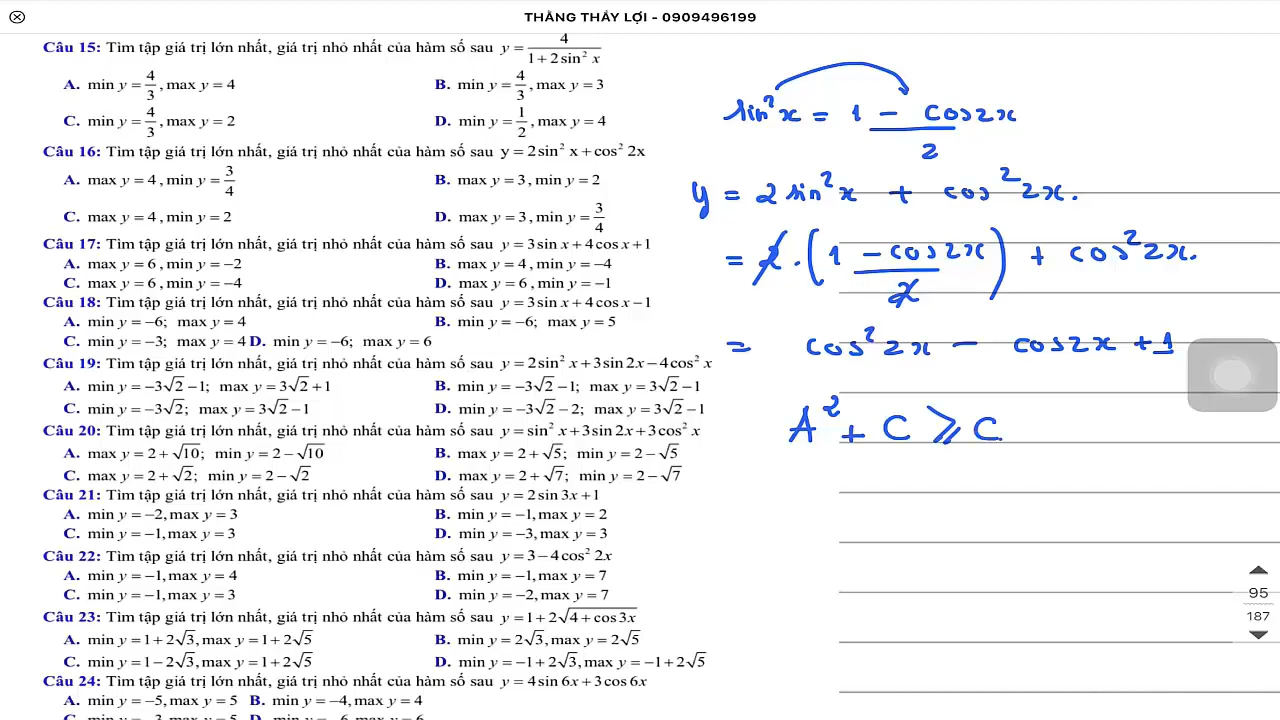 THẮNG THẦY LỢI - 0909496199
Câu 15: Tìm tập giá trị lớn nhất, giá trị nhỏ nhất của hàm số sau y = 4/(1 + 2sin² x)
A. min y = 4/3, max y = 4 B. min y = 4/3, max y = 3
C. min y = 4/3, max y = 2 D. min y = 1/2, max y = 4
Câu 16: Tìm tập giá trị lớn nhất, giá trị nhỏ nhất của hàm số sau y = 2sin² x + cos² 2x
A. max y = 4, min y = 3/4 B. max y = 3, min y = 2
C. max y = 4, min y = 2 D. max y = 3, min y = 3/4
Câu 17: Tìm tập giá trị lớn nhất, giá trị nhỏ nhất của hàm số sau y = 3sin x + 4cos x + 1
A. max y = 6, min y = −2 B. max y = 4, min y = −4
C. max y = 6, min y = −4 D. max y = 6, min y = −1
Câu 18: Tìm tập giá trị lớn nhất, giá trị nhỏ nhất của hàm số sau y = 3sin x + 4cos x − 1
A. min y = −6; max y = 4 B. min y = −6; max y = 5
C. min y = −3; max y = 4 D. min y = −6; max y = 6
Câu 19: Tìm tập giá trị lớn nhất, giá trị nhỏ nhất của hàm số sau y = 2sin² x + 3sin 2x − 4cos² x
A. min y = −3√2 − 1; max y = 3√2 + 1 B. min y = −3√2 − 1; max y = 3√2 − 1
C. min y = −3√2; max y = 3√2 − 1 D. min y = −3√2 − 2; max y = 3√2 − 1
Câu 20: Tìm tập giá trị lớn nhất, giá trị nhỏ nhất của hàm số sau y = sin² x + 3sin 2x + 3cos² x
A. max y = 2 + √10; min y = 2 − √10 B. max y = 2 + √5; min y = 2 − √5
C. max y = 2 + √2; min y = 2 − √2 D. max y = 2 + √7; min y = 2 − √7
Câu 21: Tìm tập giá trị lớn nhất, giá trị nhỏ nhất của hàm số sau y = 2sin 3x + 1
A. min y = −2, max y = 3 B. min y = −1, max y = 2
C. min y = −1, max y = 3 D. min y = −3, max y = 3
Câu 22: Tìm tập giá trị lớn nhất, giá trị nhỏ nhất của hàm số sau y = 3 − 4cos² 2x
A. min y = −1, max y = 4 B. min y = −1, max y = 7
C. min y = −1, max y = 3 D. min y = −2, max y = 7
Câu 23: Tìm tập giá trị lớn nhất, giá trị nhỏ nhất của hàm số sau y = 1 + 2√(4 + cos 3x)
A. min y = 1 + 2√3, max y = 1 + 2√5 B. min y = 2√3, max y = 2√5
C. min y = 1 − 2√3, max y = 1 + 2√5 D. min y = −1 + 2√3, max y = −1 + 2√5
Câu 24: Tìm tập giá trị lớn nhất, giá trị nhỏ nhất của hàm số sau y = 4sin 6x + 3cos 6x
A. min y = −5, max y = 5 B. min y = −4, max y = 4
C. min y = −3, max y = 5 D. min y = −6, max y = 6
sin²x = (1 − cos2x)/2
y = 2 sin²x + cos²2x.
= 2.((1 − cos2x)/2) + cos²2x.
= cos²2x − cos2x + 1
A² + C ⩾ C
95
187